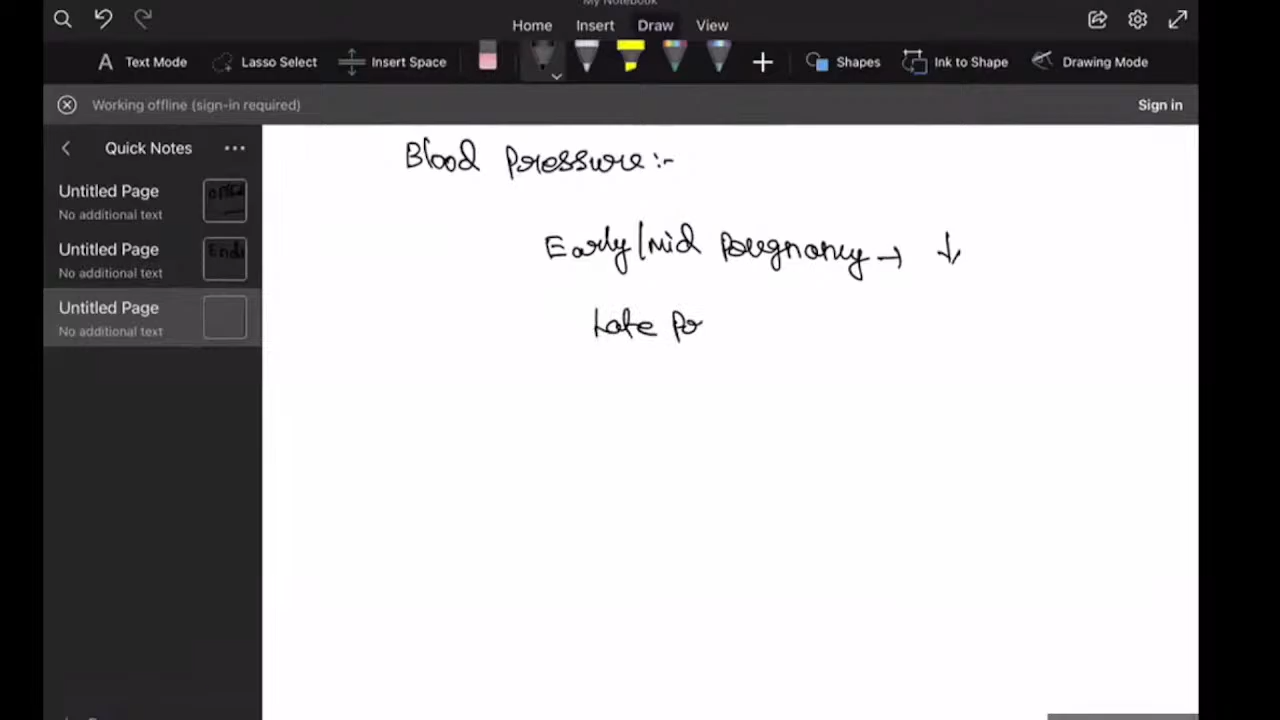 My Notebook
Home Insert Draw View
Text Mode Lasso Select Insert Space Shapes Ink to Shape Drawing Mode
Working offline (sign-in required) Sign in
Quick Notes
Untitled Page
No additional text
Untitled Page
No additional text
Untitled Page
No additional text
Blood Pressure:-
Early/mid Pregnancy → ↓
Late Pr